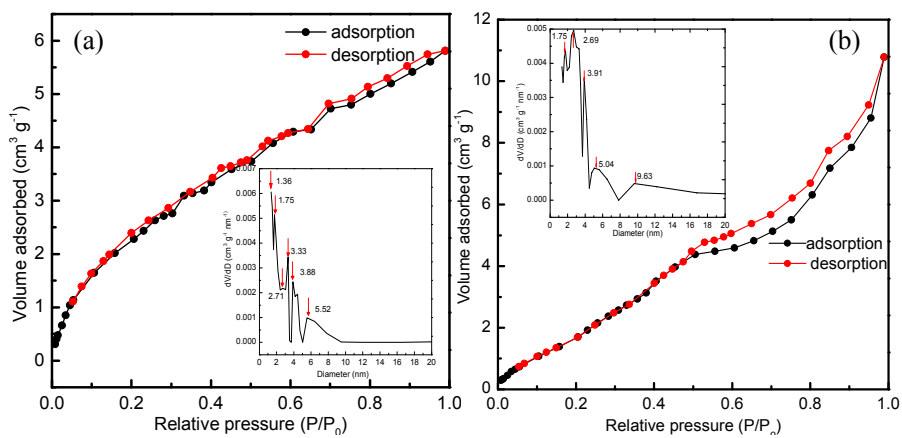 (a)
adsorption
desorption
Volume adsorbed (cm³ g⁻¹)
6
5
4
3
2
1
0
0.0 0.2 0.4 0.6 0.8 1.0
Relative pressure (P/P₀)
dV/dD (cm³ g⁻¹ nm⁻¹)
0.007
0.006
0.005
0.004
0.003
0.002
0.001
0.000
1.36
1.75
3.33
2.71
3.88
5.52
0 2 4 6 8 10 12 14 16 18 20
Diameter (nm)
(b)
adsorption
desorption
Volume adsorbed (cm³ g⁻¹)
12
10
8
6
4
2
0
0.0 0.2 0.4 0.6 0.8 1.0
Relative pressure (P/P₀)
dV/dD (cm³ g⁻¹ nm⁻¹)
0.005
0.004
0.003
0.002
0.001
0.000
1.75
2.69
3.91
5.04
9.63
0 2 4 6 8 10 12 14 16 18 20
Diameter (nm)